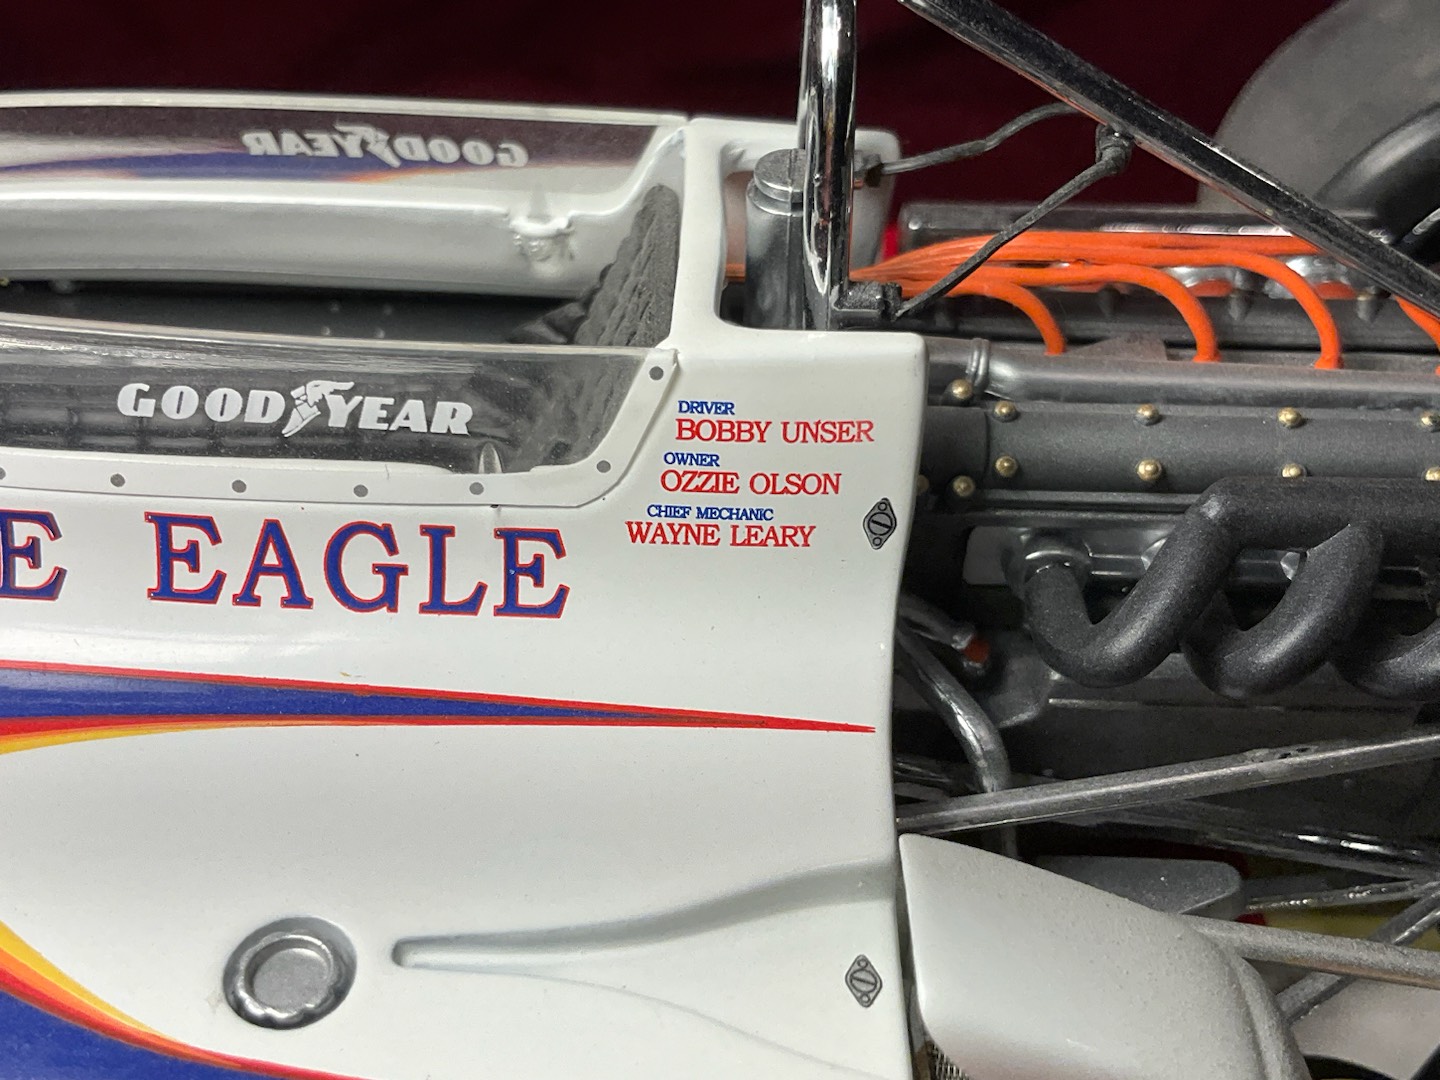 GOODYEAR
GOODYEAR
DRIVER
BOBBY UNSER
OWNER
OZZIE OLSON
CHIEF MECHANIC
WAYNE LEARY
E EAGLE